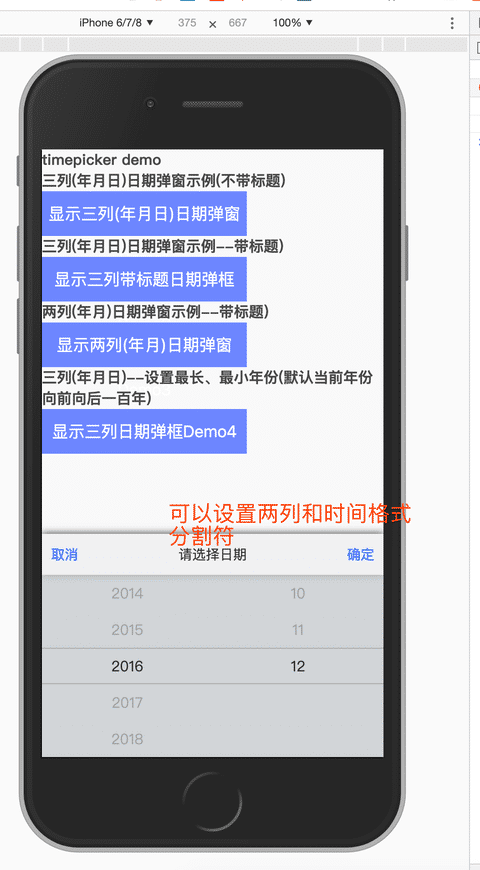 iPhone 6/7/8 ▼ 375 × 667 100% ▼
timepicker demo
三列(年月日)日期弹窗示例(不带标题)
显示三列(年月日)日期弹窗
三列(年月日)日期弹窗示例--带标题)
显示三列带标题日期弹框
两列(年月)日期弹窗示例--带标题)
显示两列(年月)日期弹窗
三列(年月日)--设置最长、最小年份(默认当前年份
向前向后一百年)
显示三列日期弹框Demo4
可以设置两列和时间格式
分割符
取消 请选择日期 确定
2014 10
2015 11
2016 12
2017
2018